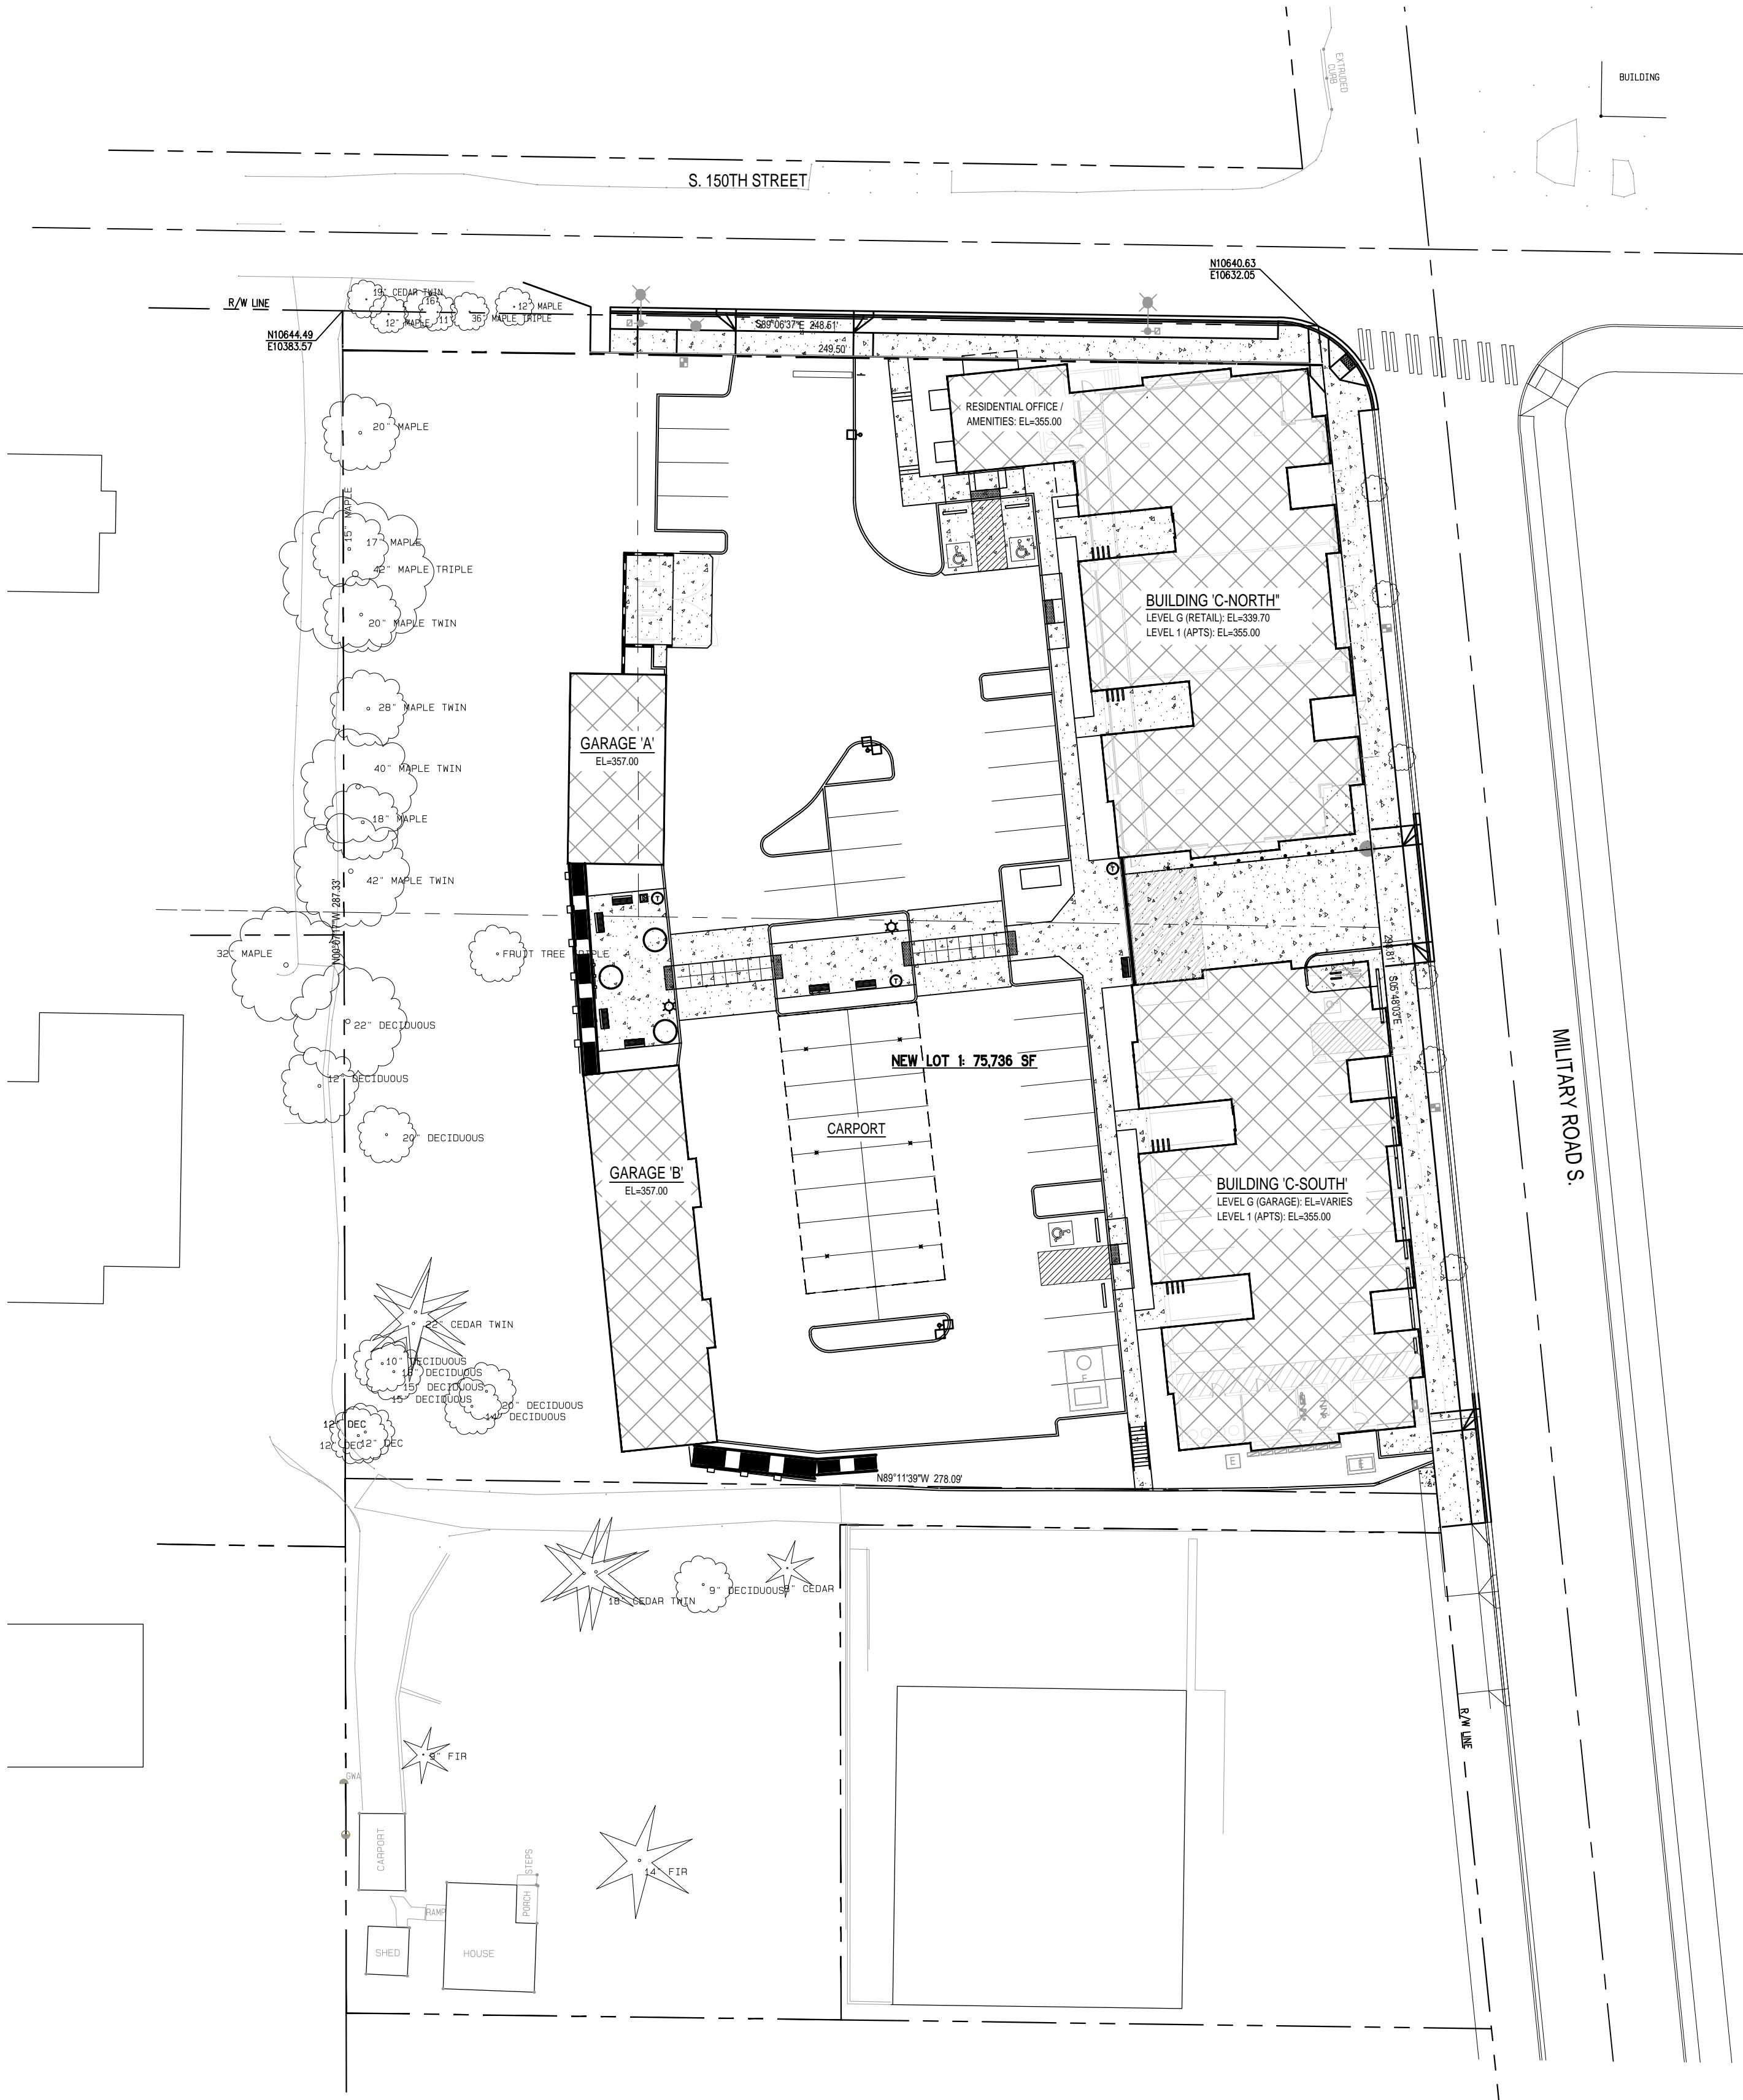 EXTRUDED
CURB
BUILDING
S. 150TH STREET
N10640.63
E10632.05
R/W LINE
N10644.49
E10383.57
19" CEDAR TWIN
16"
12" MAPLE
11"
36" MAPLE TRIPLE
12" MAPLE
S89°06'37"E 248.51'
249.50'
RESIDENTIAL OFFICE /
AMENITIES: EL=355.00
20" MAPLE
15" MAPLE
17" MAPLE
42" MAPLE TRIPLE
20" MAPLE TWIN
BUILDING 'C-NORTH"
LEVEL G (RETAIL): EL=339.70
LEVEL 1 (APTS): EL=355.00
28" MAPLE TWIN
GARAGE 'A'
EL=357.00
40" MAPLE TWIN
18" MAPLE
42" MAPLE TWIN
N00°07'17"W 287.33'
32" MAPLE
FRUIT TREE TRIPLE
T
T
T
S05°48'03"E
22" DECIDUOUS
12" DECIDUOUS
20" DECIDUOUS
NEW LOT 1: 75,736 SF
CARPORT
GARAGE 'B'
EL=357.00
BUILDING 'C-SOUTH'
LEVEL G (GARAGE): EL=VARIES
LEVEL 1 (APTS): EL=355.00
MILITARY ROAD S.
22" CEDAR TWIN
10" DECIDUOUS
DECIDUOUS
15" DECIDUOUS
15" DECIDUOUS
20" DECIDUOUS
14" DECIDUOUS
12" DEC
12" DEC
12" DEC
F
E
E
N89°11'39"W 278.09'
18" CEDAR TWIN
9" DECIDUOUS
8" CEDAR
R/W LINE
9" FIR
GWA
CARPORT
14" FIR
STEPS
PORCH
RAMP
SHED
HOUSE